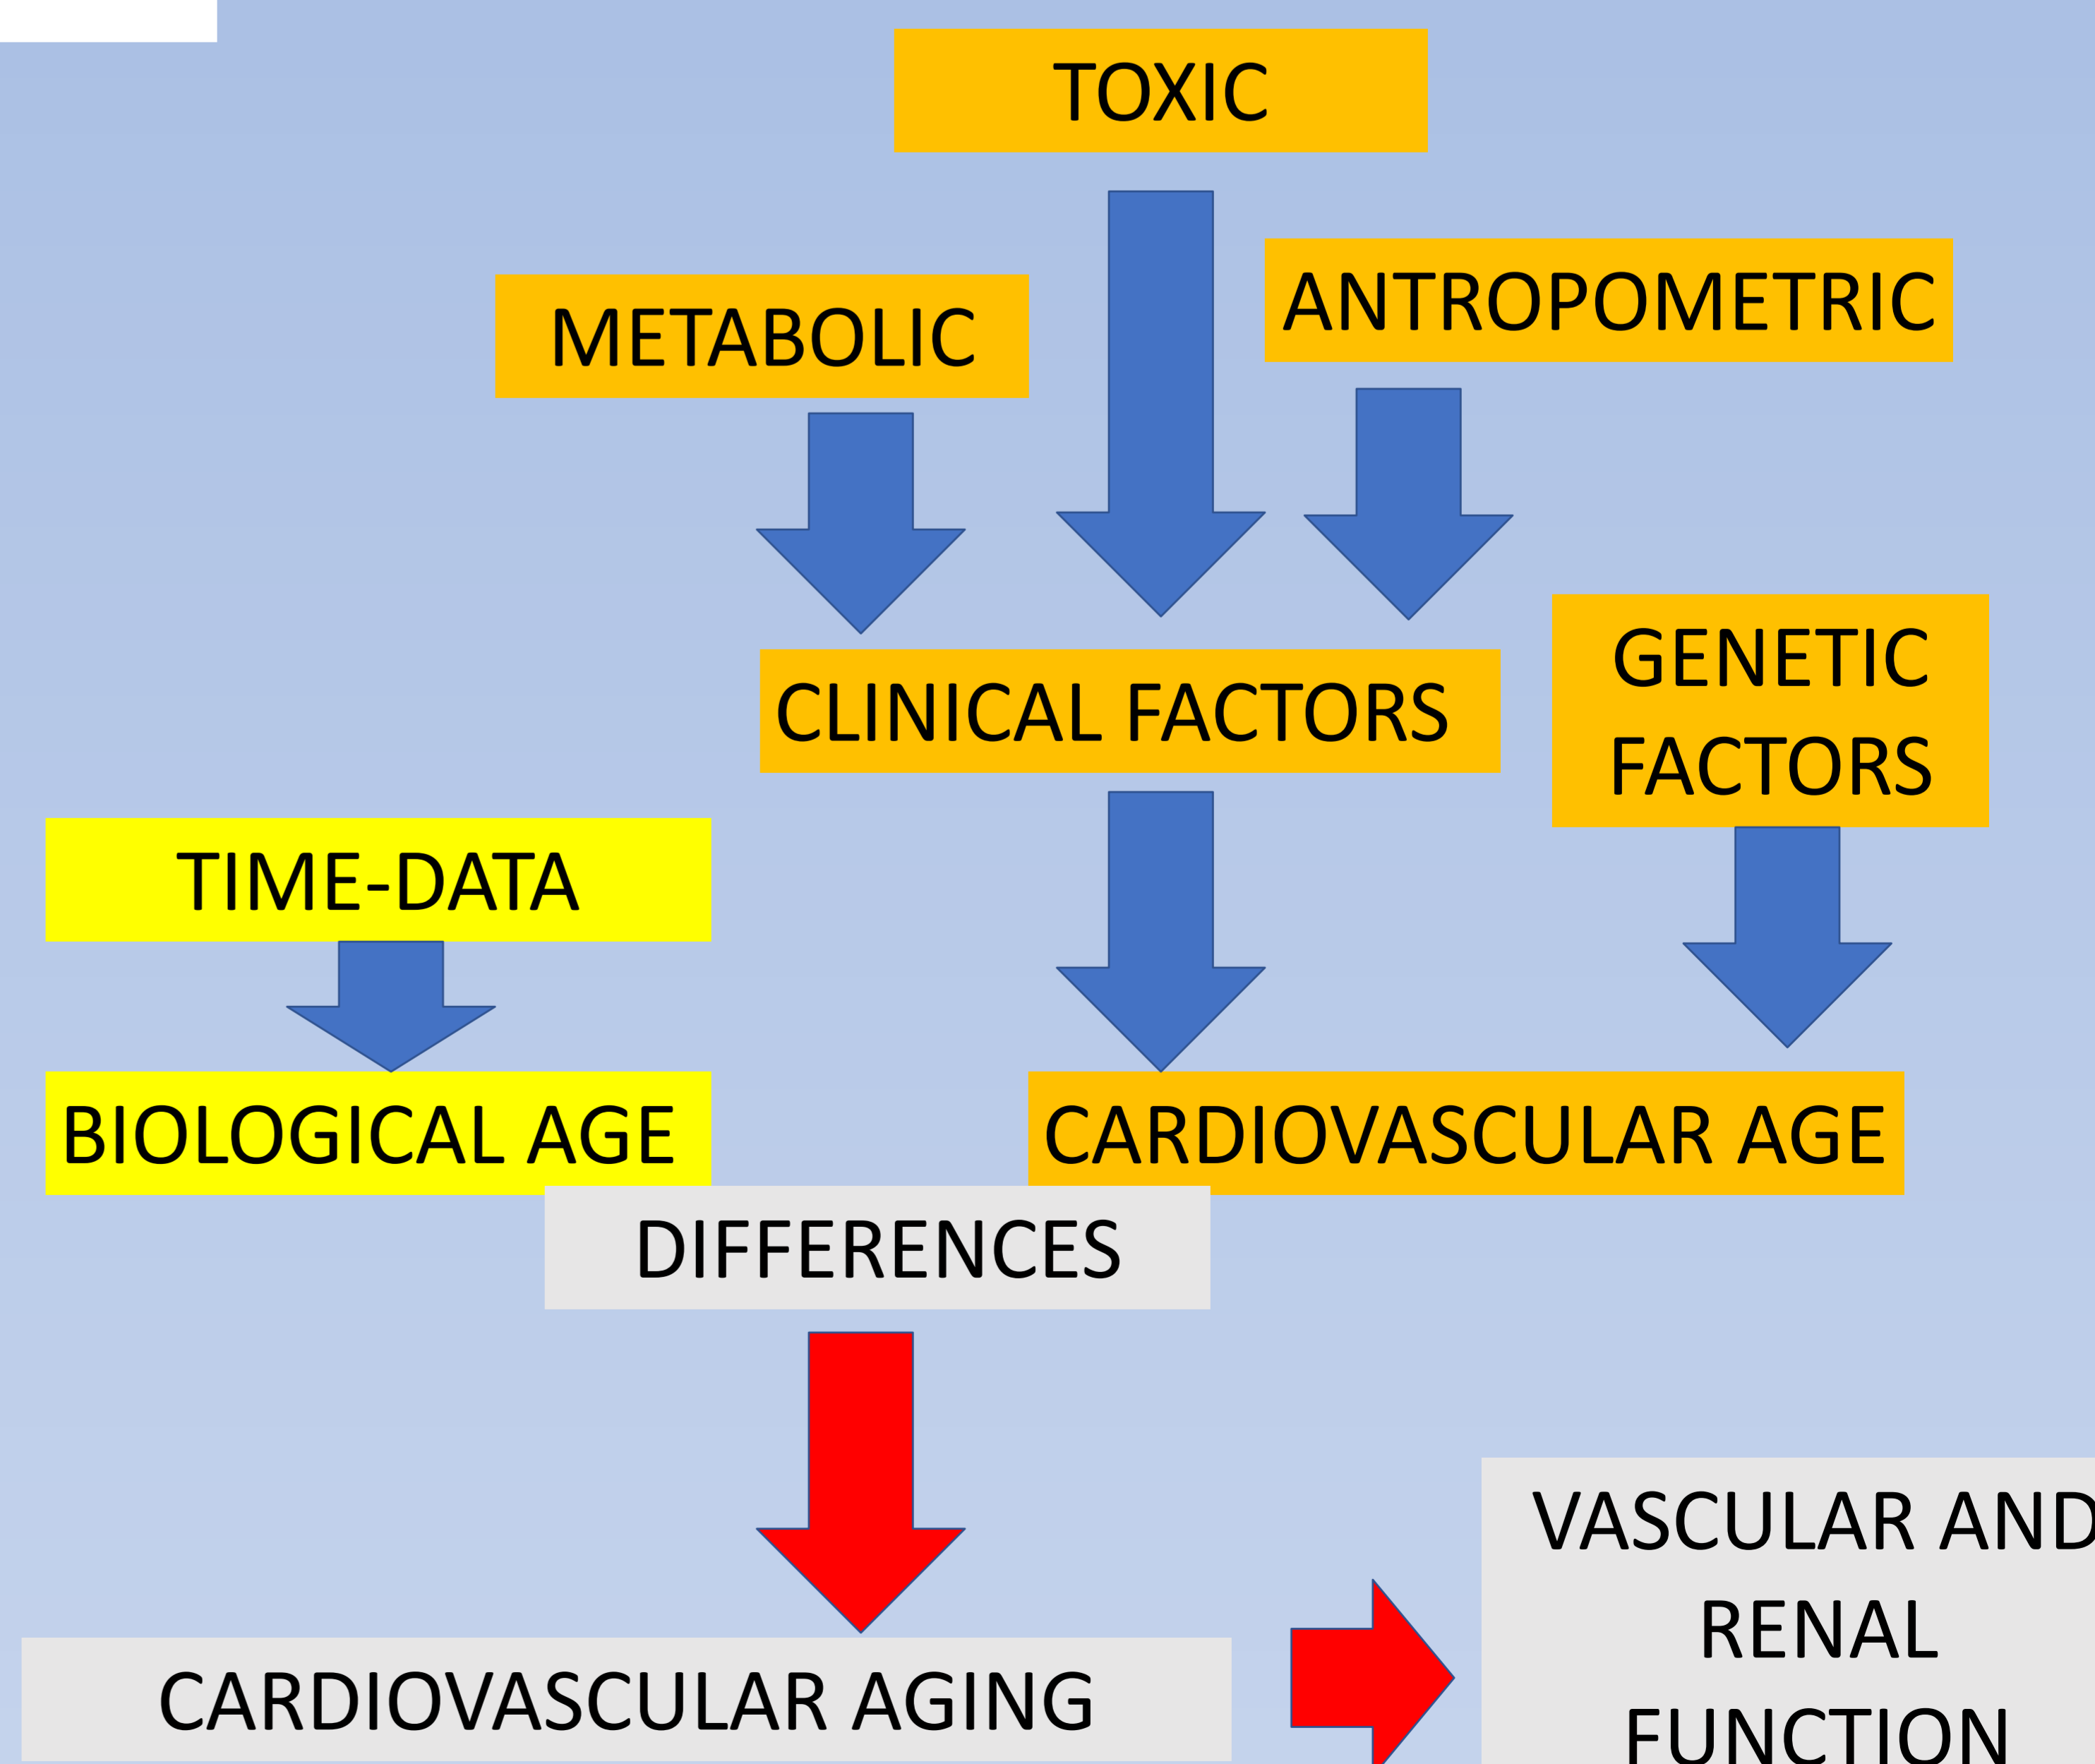 TOXIC
METABOLIC
ANTROPOMETRIC
CLINICAL FACTORS
GENETIC
FACTORS
TIME-DATA
BIOLOGICAL AGE
CARDIOVASCULAR AGE
DIFFERENCES
CARDIOVASCULAR AGING
VASCULAR AND
RENAL
FUNCTION